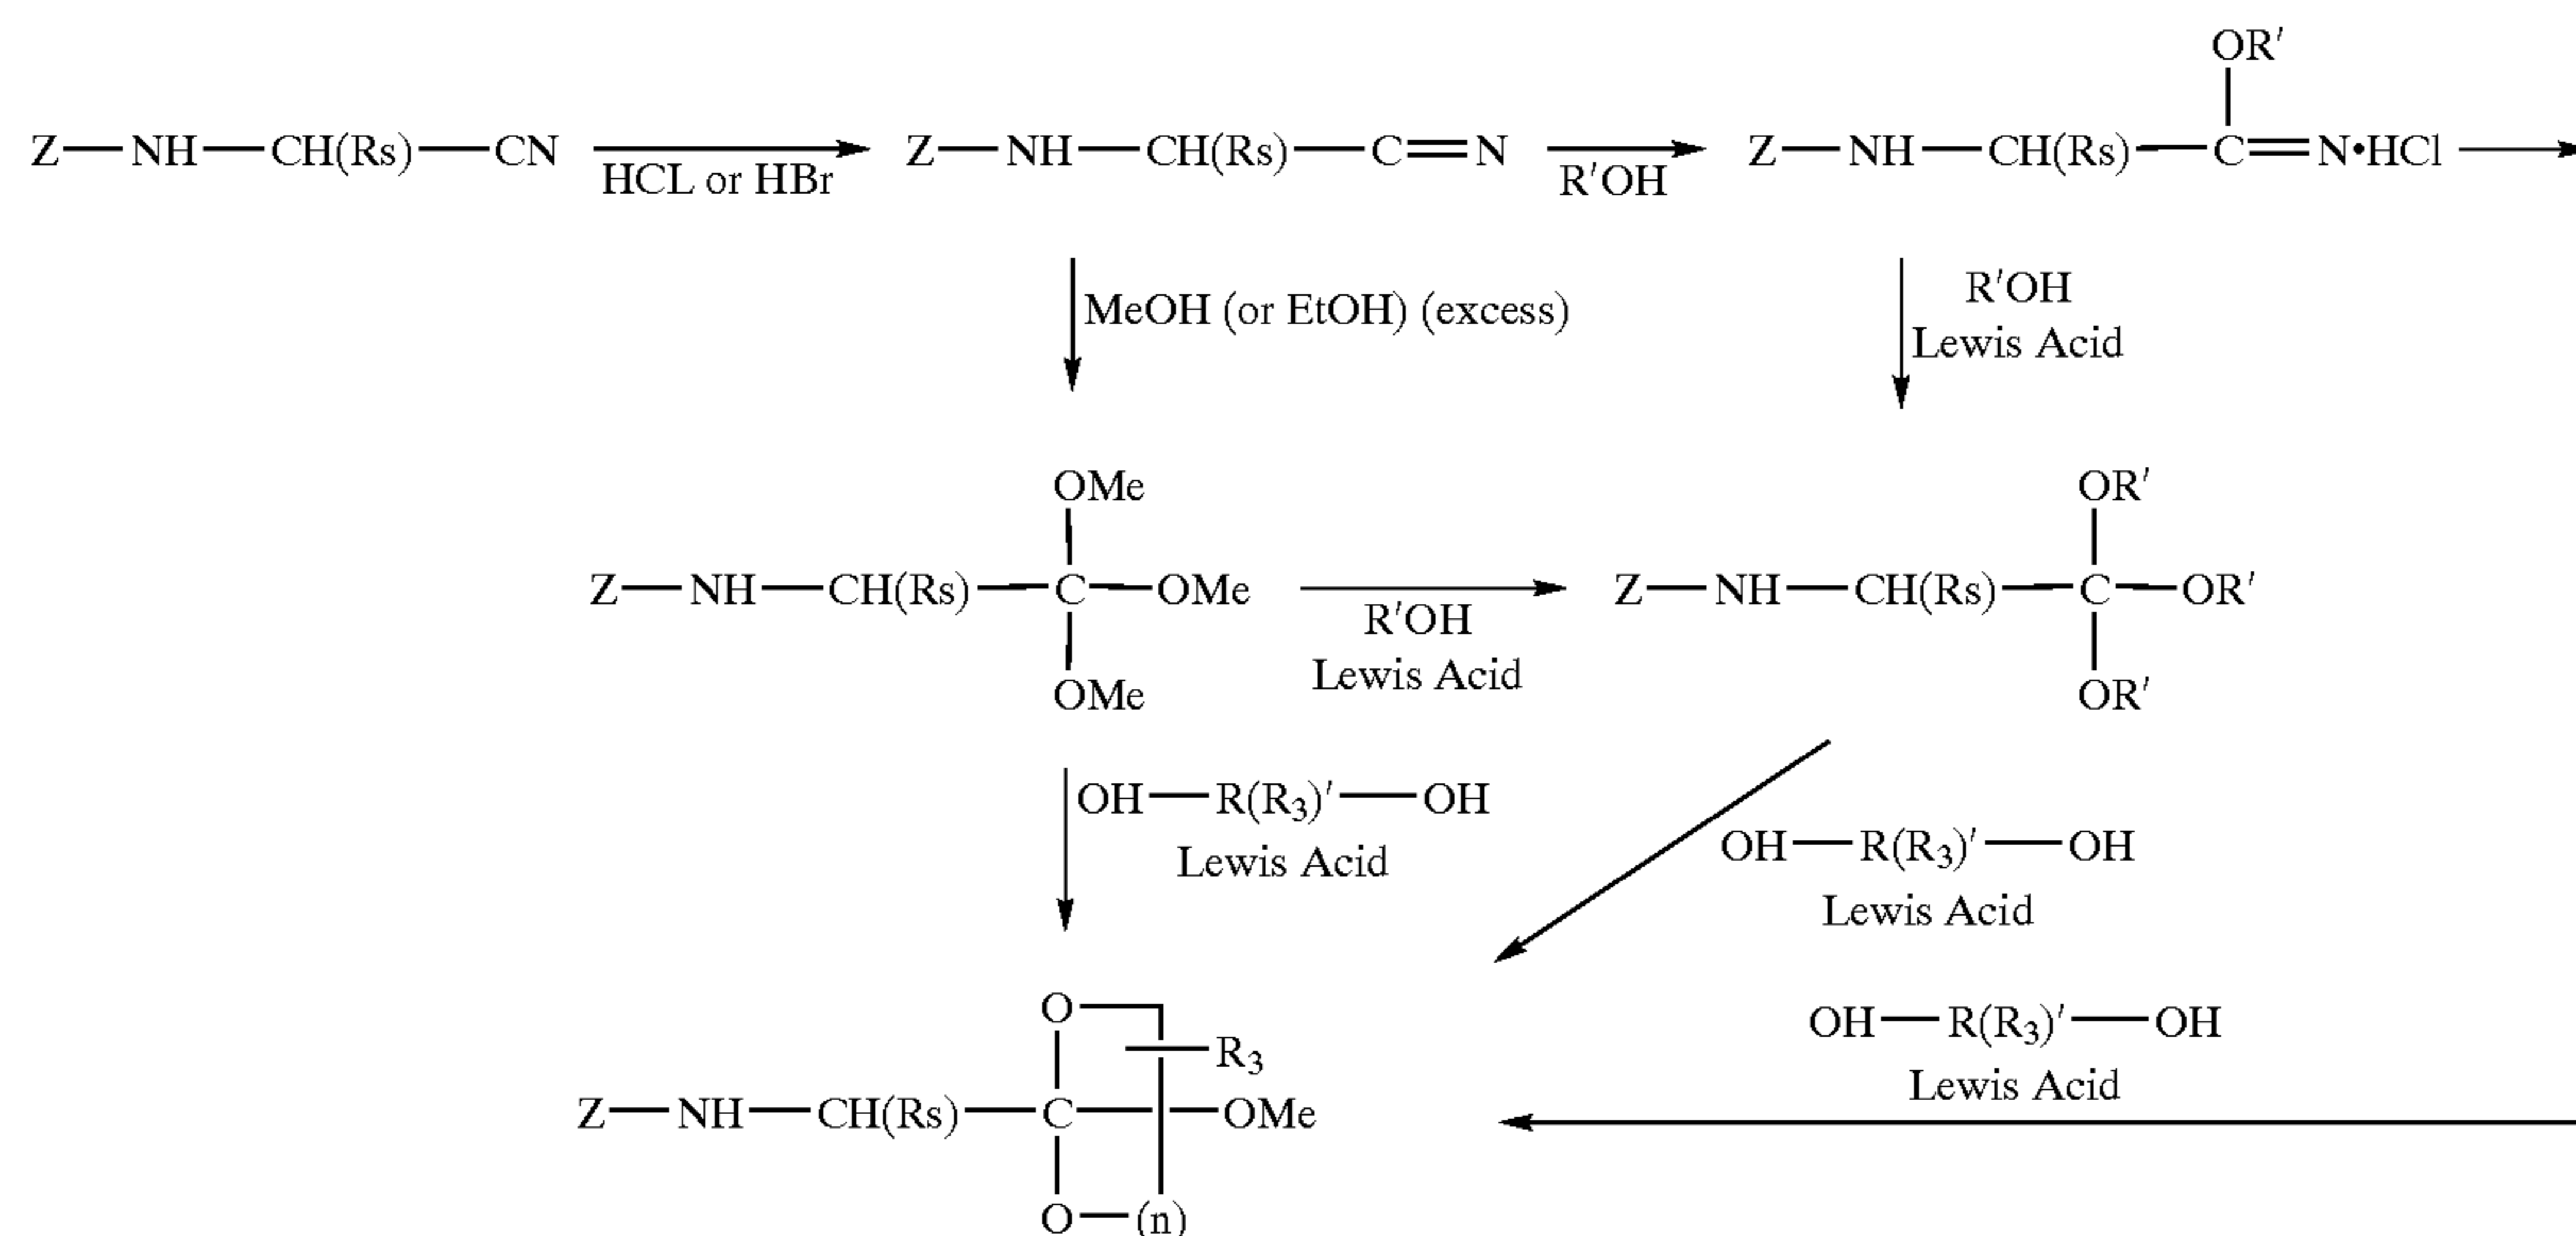 OR′
Z—NH—CH(Rs)—CN
HCL or HBr
Z—NH—CH(Rs)—C=N
R′OH
Z—NH—CH(Rs)—C=N•HCl
MeOH (or EtOH) (excess)
R′OH
Lewis Acid
OMe
Z—NH—CH(Rs)—C—OMe
OMe
R′OH
Lewis Acid
OR′
Z—NH—CH(Rs)—C—OR′
OR′
OH—R(R₃)′—OH
Lewis Acid
OH—R(R₃)′—OH
Lewis Acid
OH—R(R₃)′—OH
Lewis Acid
O
R₃
Z—NH—CH(Rs)—C—OMe
O—(n)